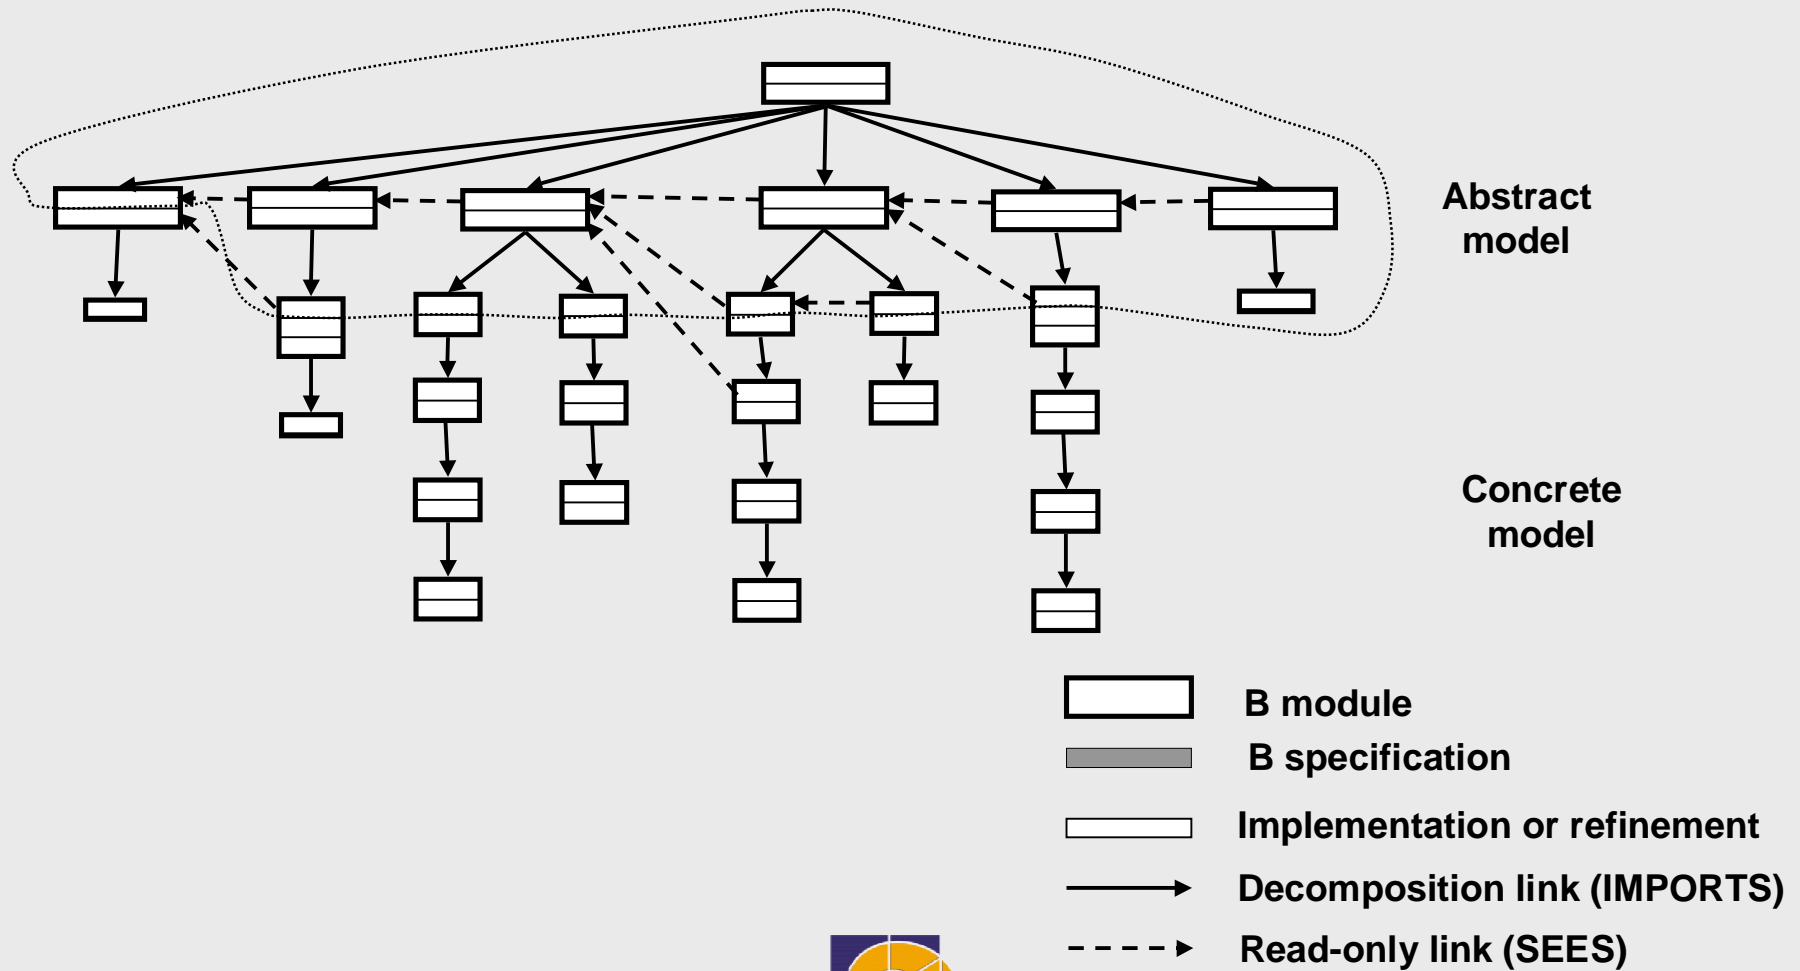 Abstract
model
Concrete
model
B module
B specification
Implementation or refinement
Decomposition link (IMPORTS)
Read-only link (SEES)